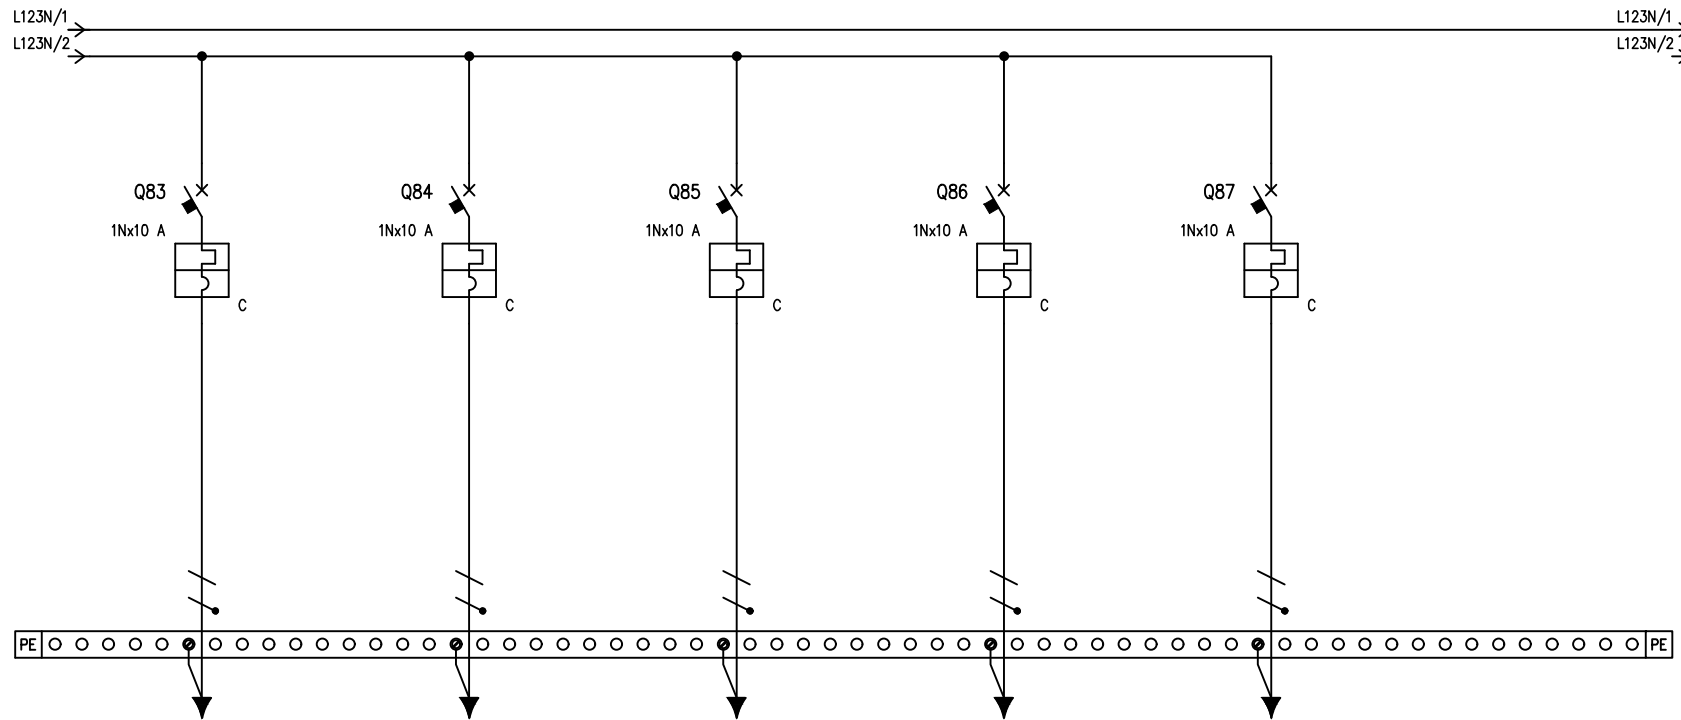 L123N/1 L123N/1
L123N/2 L123N/2
Q83 Q84 Q85 Q86 Q87
1Nx10 A 1Nx10 A 1Nx10 A 1Nx10 A 1Nx10 A
C C C C C
PE PE